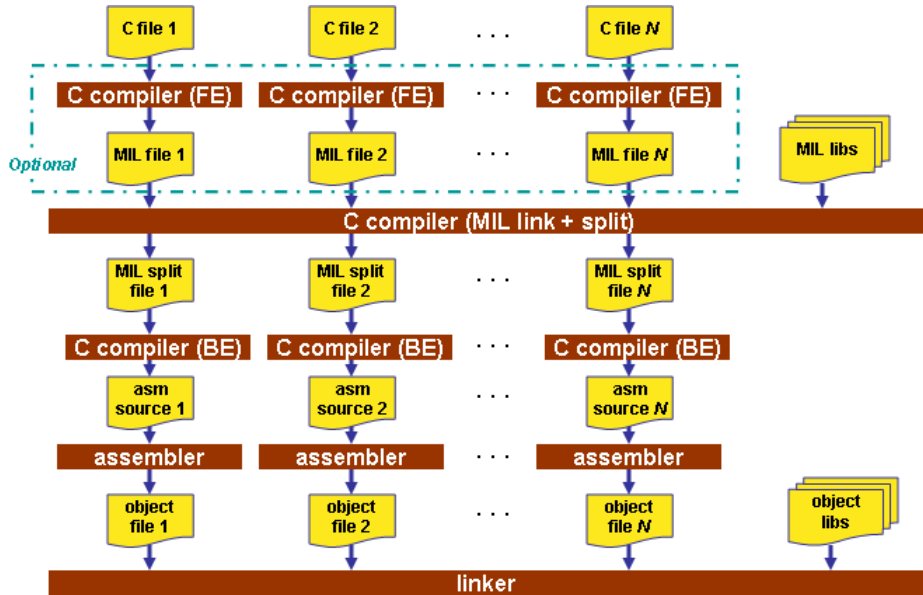 C file 1 C file 2 . . . C file N
C compiler (FE) C compiler (FE) . . . C compiler (FE)
Optional MIL file 1 MIL file 2 . . . MIL file N MIL libs
C compiler (MIL link + split)
MIL split MIL split . . . MIL split
file 1 file 2 file N
C compiler (BE) C compiler (BE) . . . C compiler (BE)
asm asm . . . asm
source 1 source 2 source N
assembler assembler . . . assembler
object object . . . object object
file 1 file 2 file N libs
linker